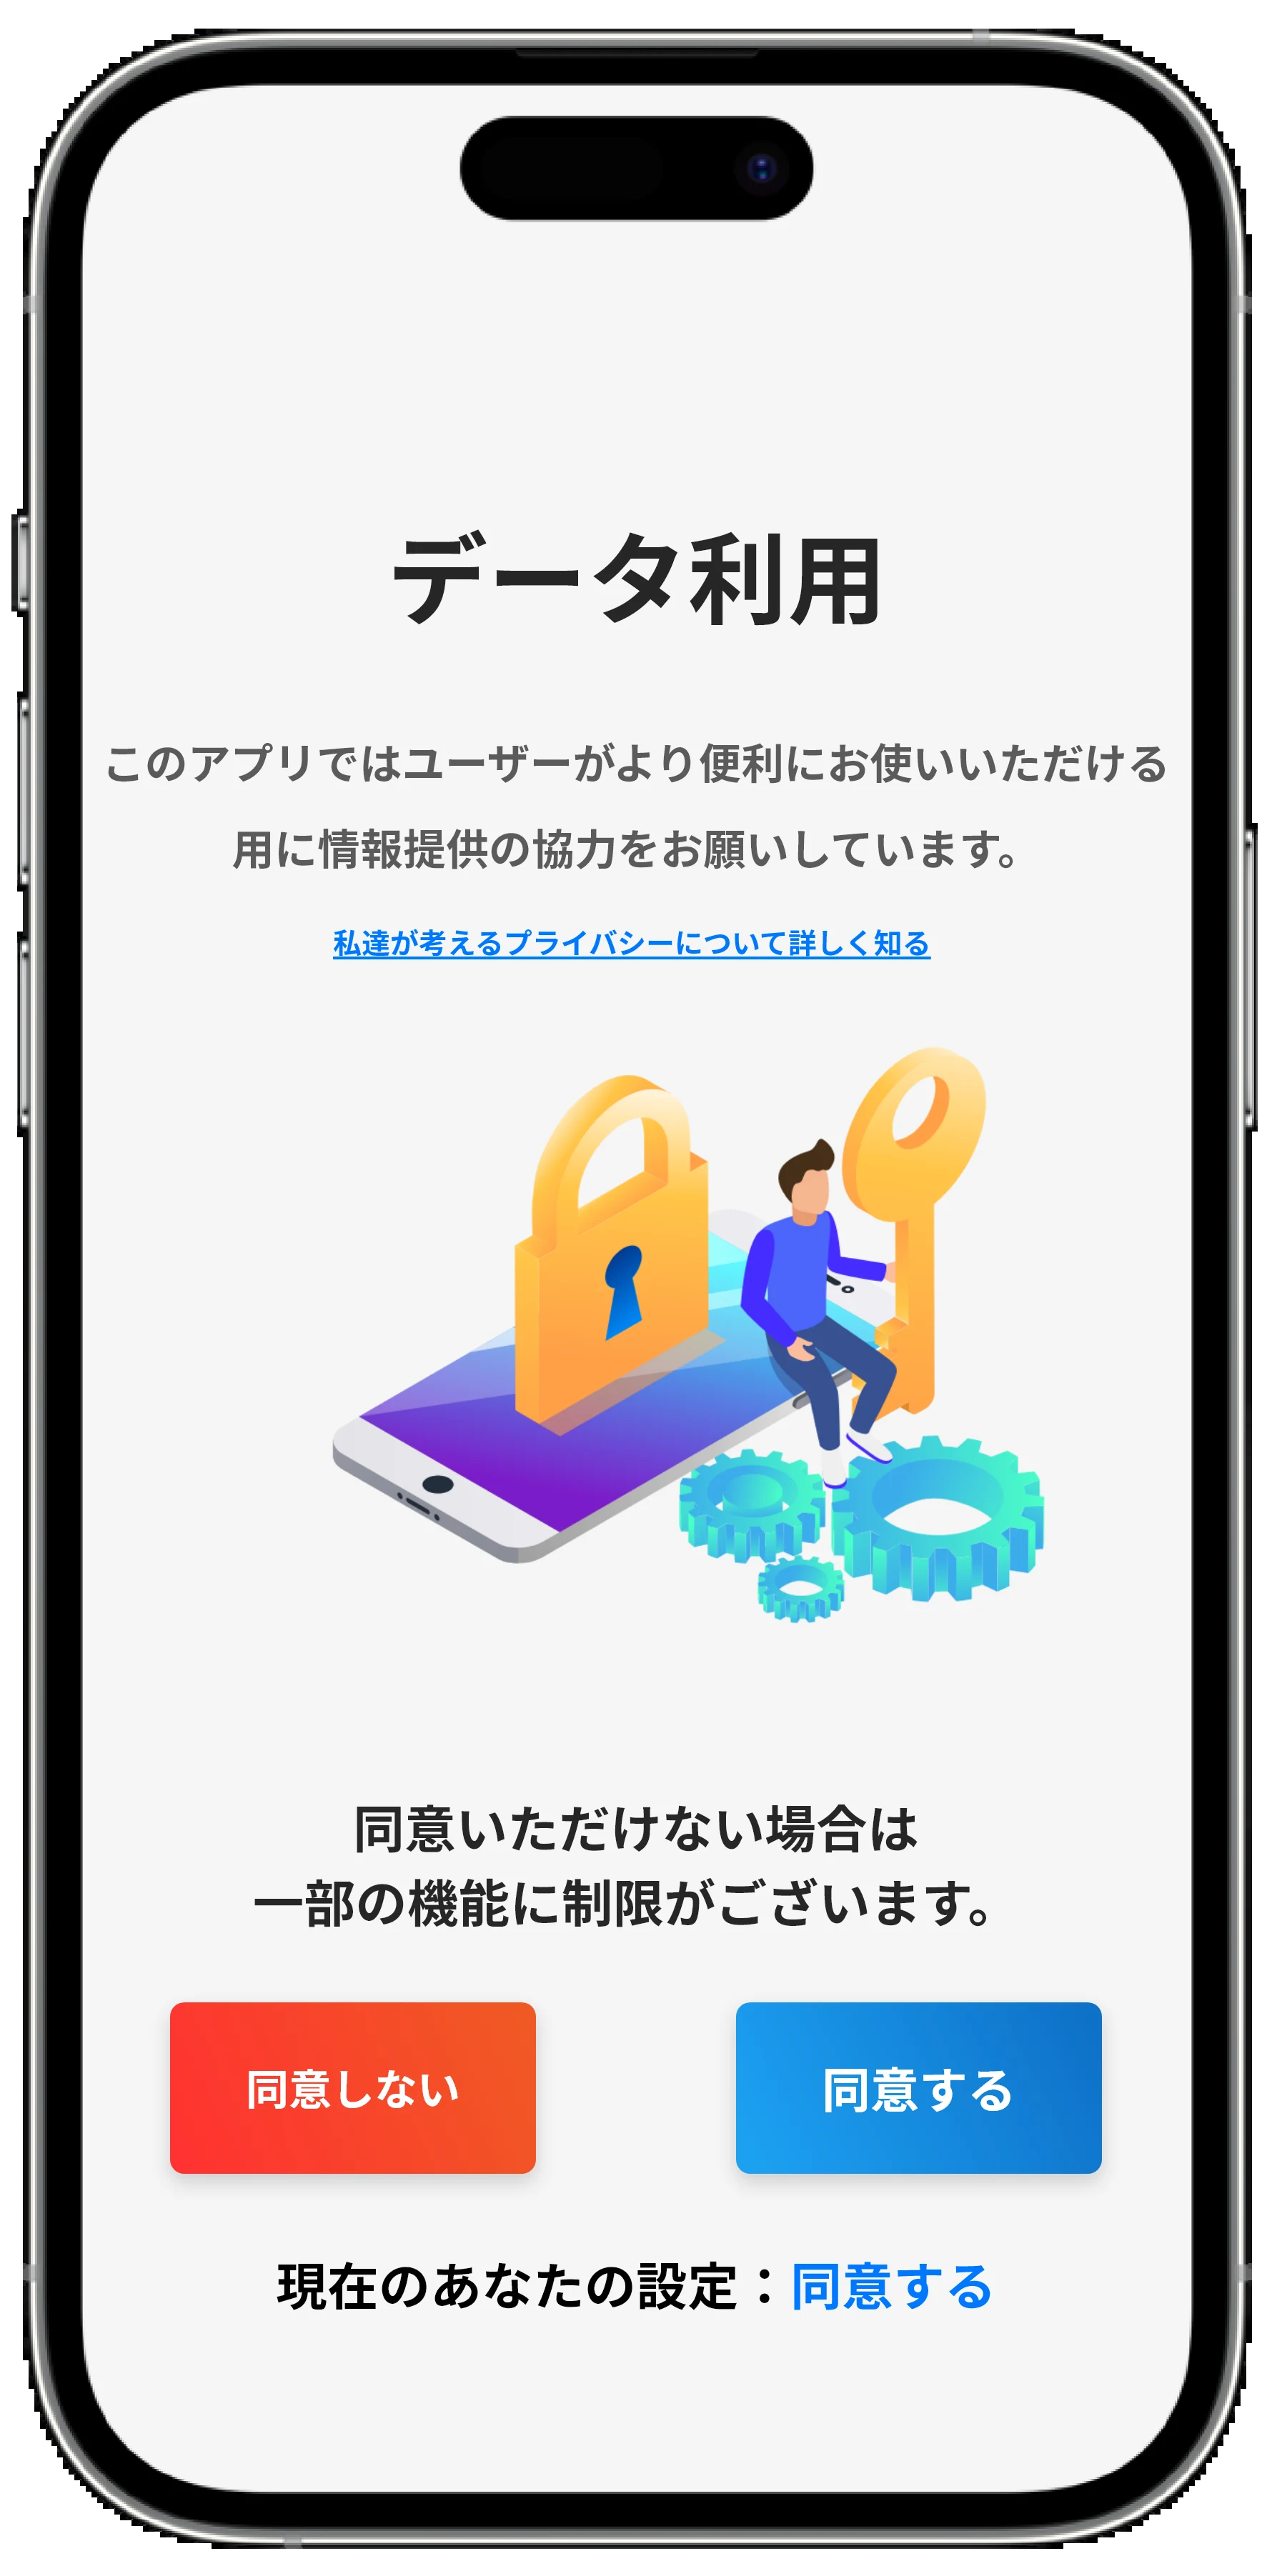 データ利用
このアプリではユーザーがより便利にお使いいただける
用に情報提供の協力をお願いしています。
私達が考えるプライバシーについて詳しく知る
同意いただけない場合は
一部の機能に制限がございます。
同意しない
同意する
現在のあなたの設定：同意する